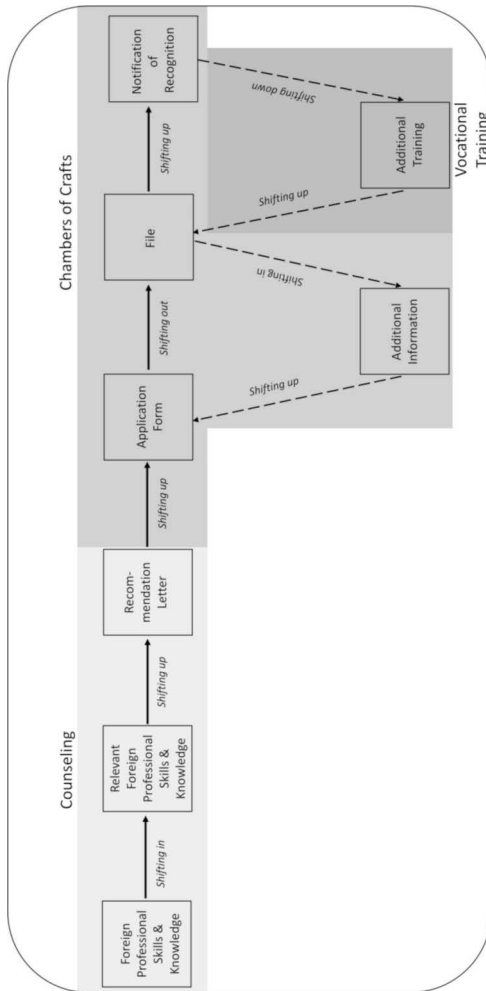 Counseling
Chambers of Crafts
Foreign
Professional
Skills &
Knowledge
Shifting in
Relevant
Foreign
Professional
Skills &
Knowledge
Shifting up
Recom-
mendation
Letter
Shifting up
Application
Form
Shifting out
File
Shifting up
Notification
of
Recognition
Shifting up
Shifting in
Shifting up
Shifting down
Additional
Information
Additional
Training
Vocational
Training